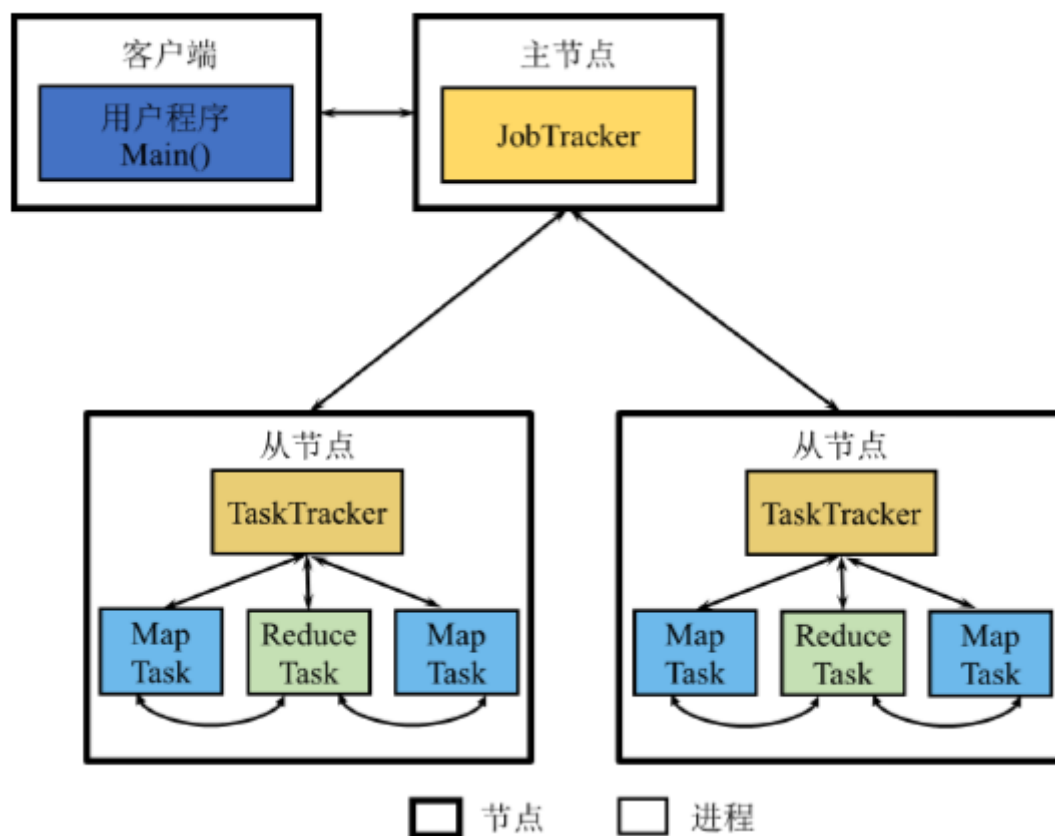 客户端
用户程序
Main()
主节点
JobTracker
从节点
TaskTracker
Map
Task
Reduce
Task
Map
Task
从节点
TaskTracker
Map
Task
Reduce
Task
Map
Task
节点
进程